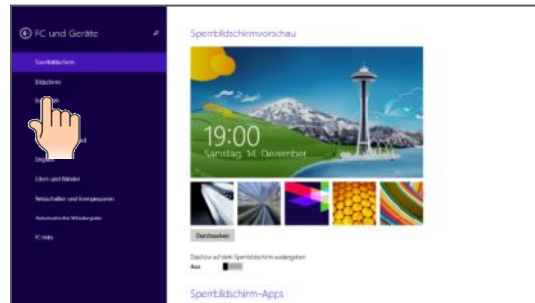 PC und Geräte
Sperrbildschirm
Bildschirm
Ecken und Ränder
Netzschalter und Energiesparen
Automatische Wiedergabe
PC-Info
Sperrbildschirmvorschau
19:00
Samstag, 14. Dezember
Durchsuchen
Diashow auf dem Sperrbildschirm wiedergeben
Aus
Sperrbildschirm-Apps